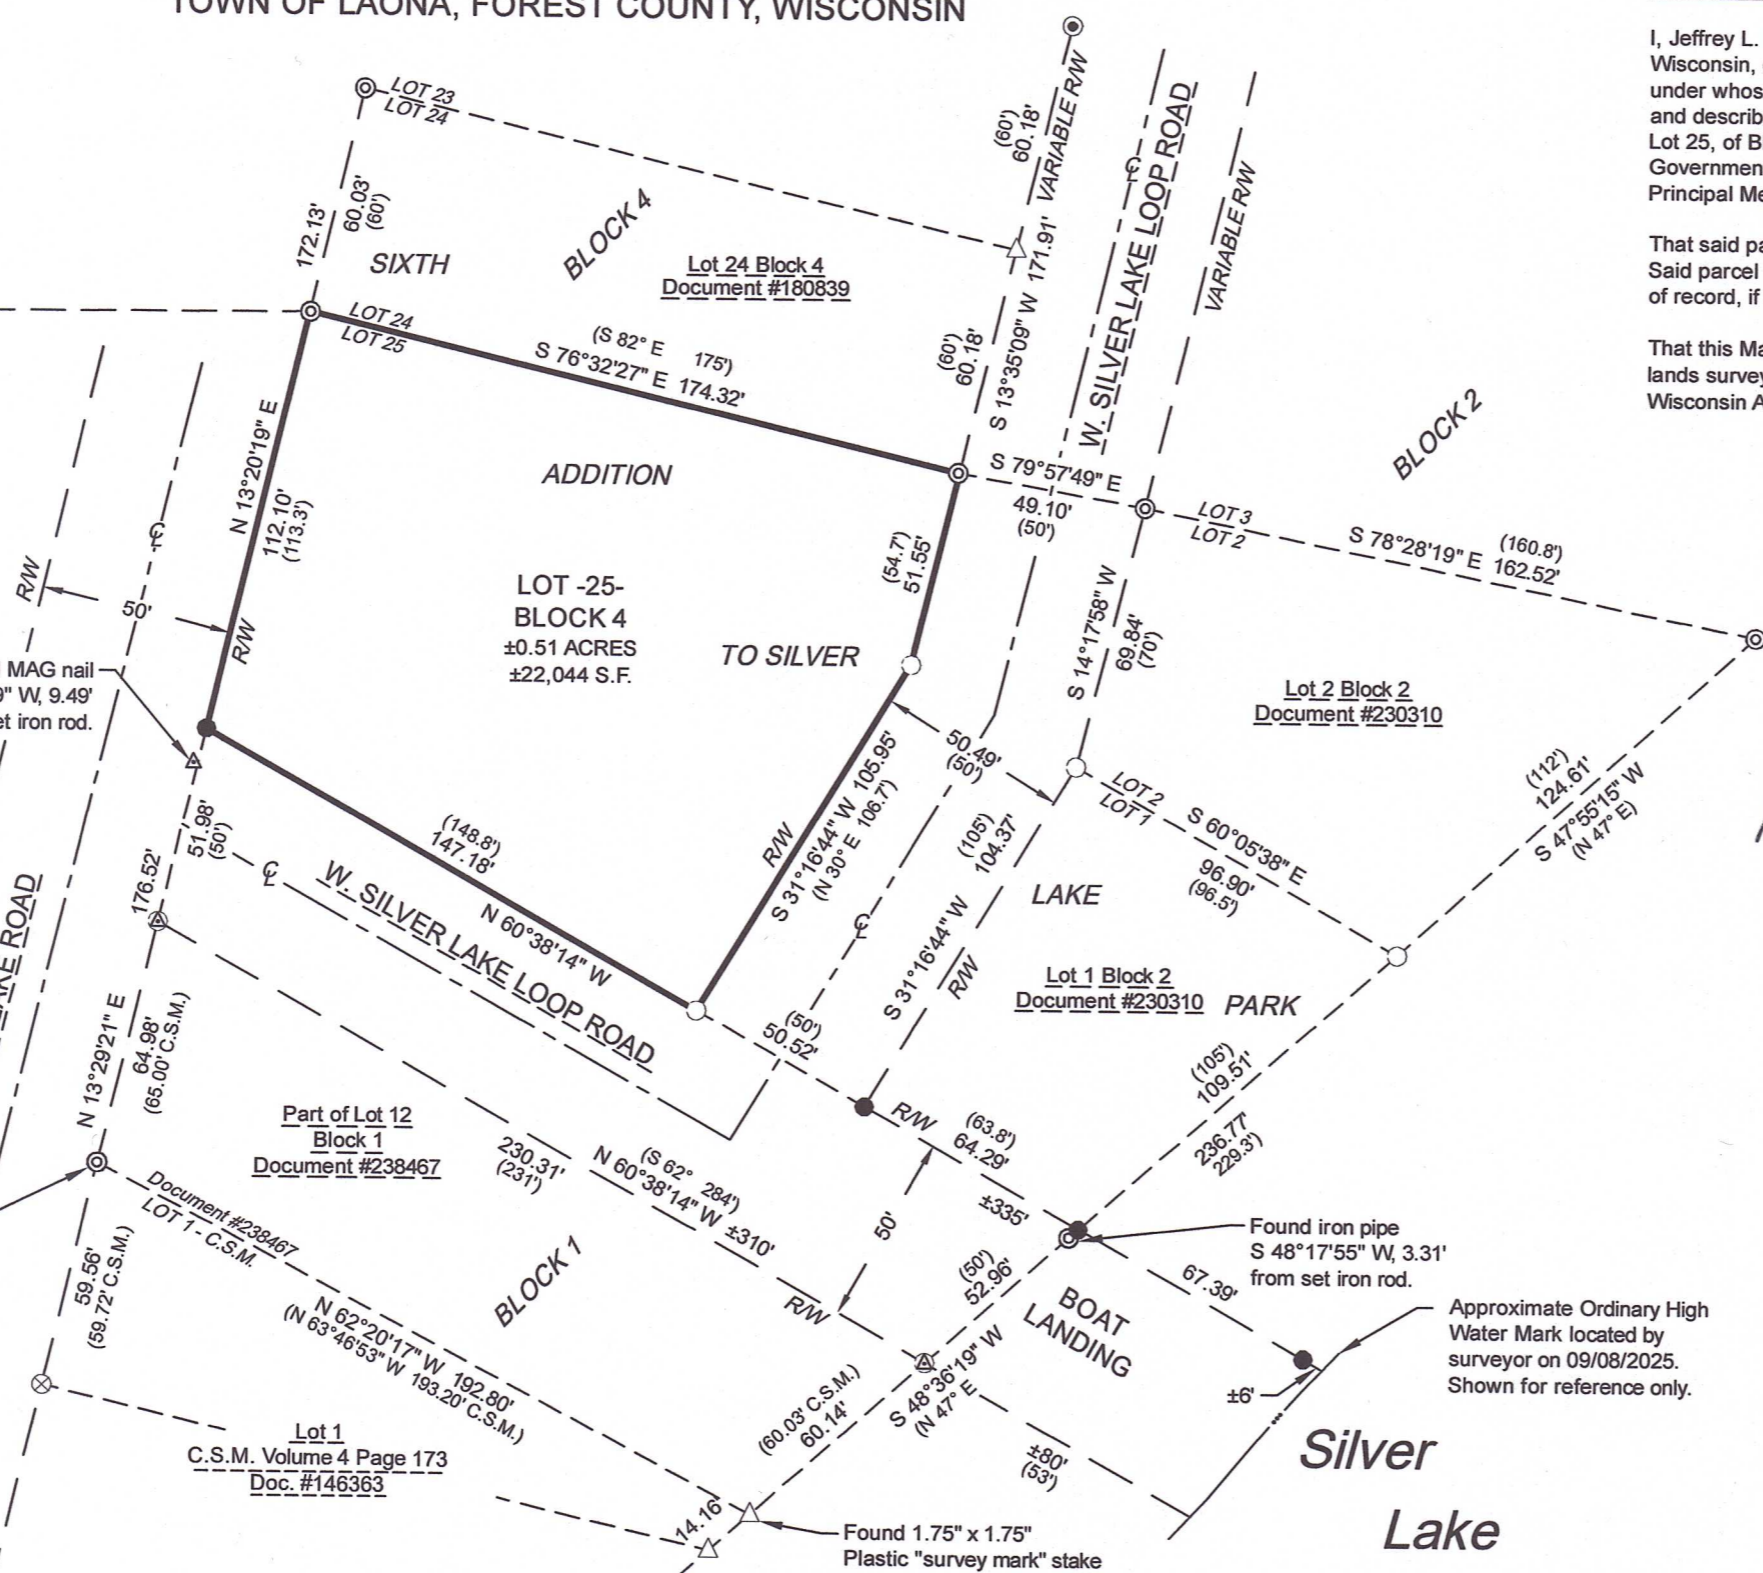 TOWN OF LAONA, FOREST COUNTY, WISCONSIN
I, Jeffrey L.
Wisconsin,
under whos
and describ
Lot 25, of B
Governmen
Principal Me
That said pa
Said parcel
of record, if
That this Ma
lands survey
Wisconsin A
LOT 23
LOT 24
172.13'
60.03'
(60')
SIXTH
BLOCK 4
Lot 24 Block 4
Document #180839
(60')
60.18'
VARIABLE R/W
S 13°35'09" W 171.91'
(60')
60.18'
W. SILVER LAKE LOOP ROAD
VARIABLE R/W
LOT 24
LOT 25
(S 82° E 175')
S 76°32'27" E 174.32'
BLOCK 2
N 13°20'19" E
112.10'
(113.3')
ADDITION
S 79°57'49" E
49.10'
(50')
LOT 3
LOT 2
S 78°28'19" E
(160.8')
162.52'
(54.7')
51.55'
R/W
50'
R/W
LOT -25-
BLOCK 4
±0.51 ACRES
±22,044 S.F.
TO SILVER
S 14°17'58" W
69.84'
(70')
MAG nail
9" W, 9.49'
et iron rod.
Lot 2 Block 2
Document #230310
50.49'
(50')
S 31°16'44" W 105.95'
(N 30° E 106.7')
R/W
(105')
104.37'
S 31°16'44" W
R/W
LOT 2
LOT 1
S 60°05'38" E
96.90'
(96.5')
(112')
124.61'
S 47°55'15" W
(N 47° E)
51.98'
(50')
176.52'
(148.8')
147.18'
N 60°38'14" W
W. SILVER LAKE LOOP ROAD
LAKE
Lot 1 Block 2
Document #230310
PARK
AKE ROAD
N 13°29'21" E
64.98'
(65.00' C.S.M.)
(50')
50.52'
(105')
109.51'
236.77'
229.3')
Part of Lot 12
Block 1
Document #238467
230.31'
(231')
(S 62° 284')
N 60°38'14" W ±310'
R/W
(63.8')
64.29'
±335'
50'
R/W
Document #238467
LOT 1 - C.S.M.
BLOCK 1
(50')
52.96'
Found iron pipe
S 48°17'55" W, 3.31'
from set iron rod.
BOAT
LANDING
67.39'
59.56'
(59.72' C.S.M.)
N 62°20'17" W 192.80'
(N 63°46'53" W 193.20' C.S.M.)
Approximate Ordinary High
Water Mark located by
surveyor on 09/08/2025.
Shown for reference only.
±6'
S 48°36'19" W
(N 47° E
(60.03' C.S.M.)
60.14'
±80'
(53')
Lot 1
C.S.M. Volume 4 Page 173
Doc. #146363
Silver
Lake
14.16'
Found 1.75" x 1.75"
Plastic "survey mark" stake